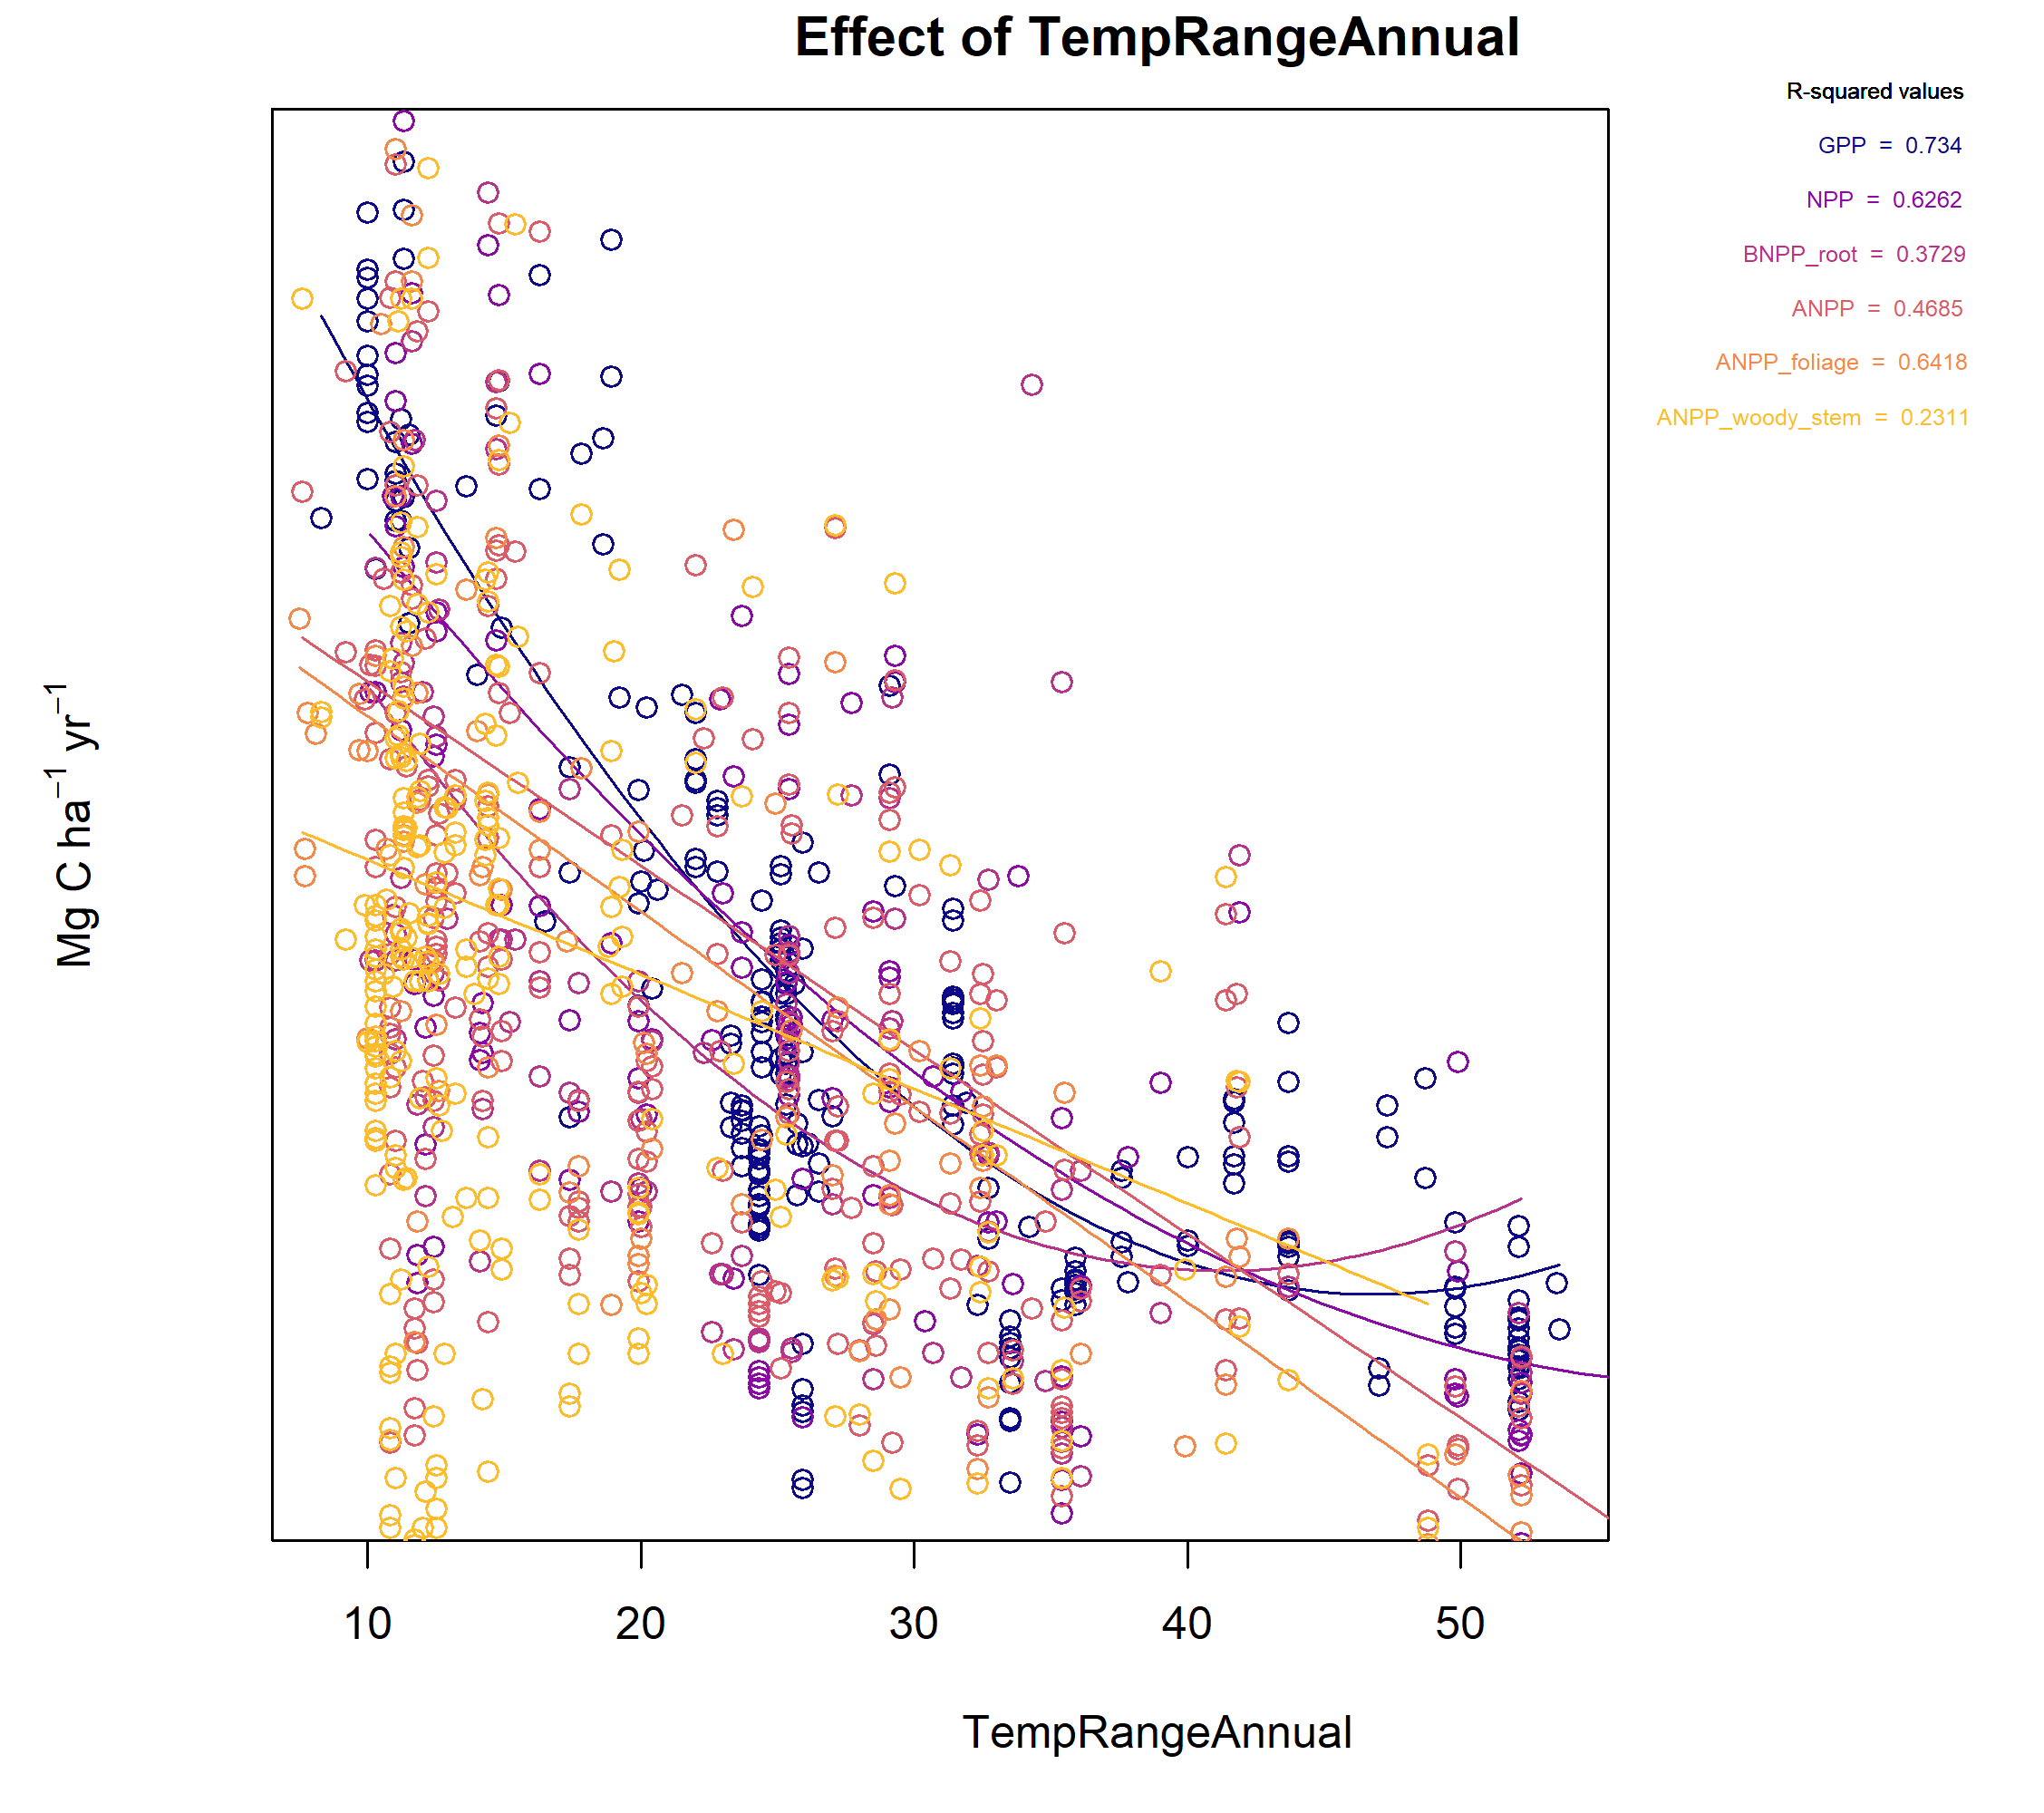 Effect of TempRangeAnnual
R-squared values
GPP = 0.734
NPP = 0.6262
BNPP_root = 0.3729
ANPP = 0.4685
ANPP_foliage = 0.6418
ANPP_woody_stem = 0.2311
Mg C ha⁻¹ yr⁻¹
10 20 30 40 50
TempRangeAnnual